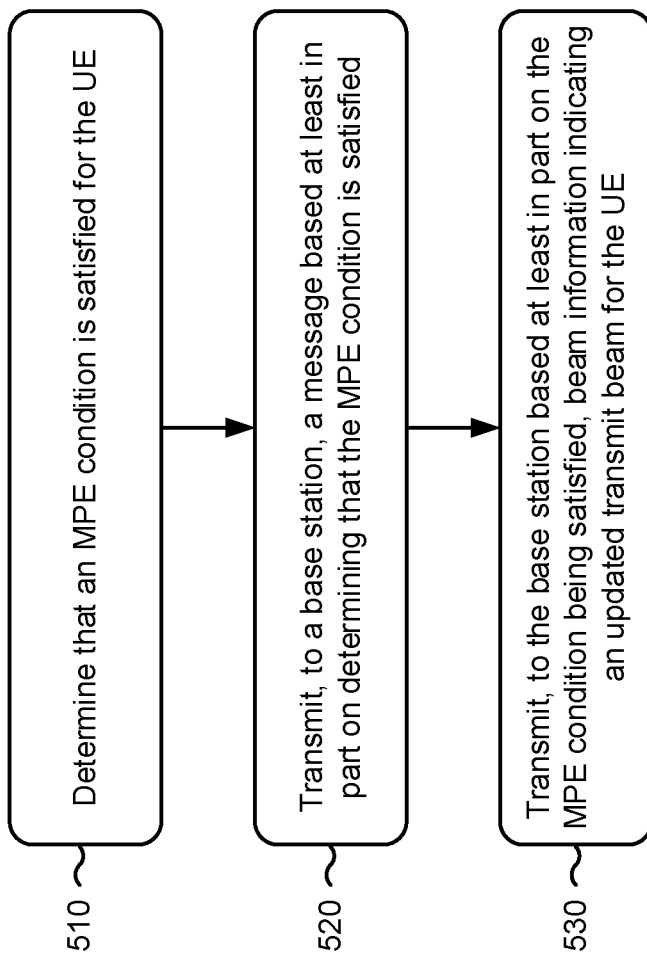 510
Determine that an MPE condition is satisfied for the UE
520
Transmit, to a base station, a message based at least in
part on determining that the MPE condition is satisfied
530
Transmit, to the base station based at least in part on the
MPE condition being satisfied, beam information indicating
an updated transmit beam for the UE